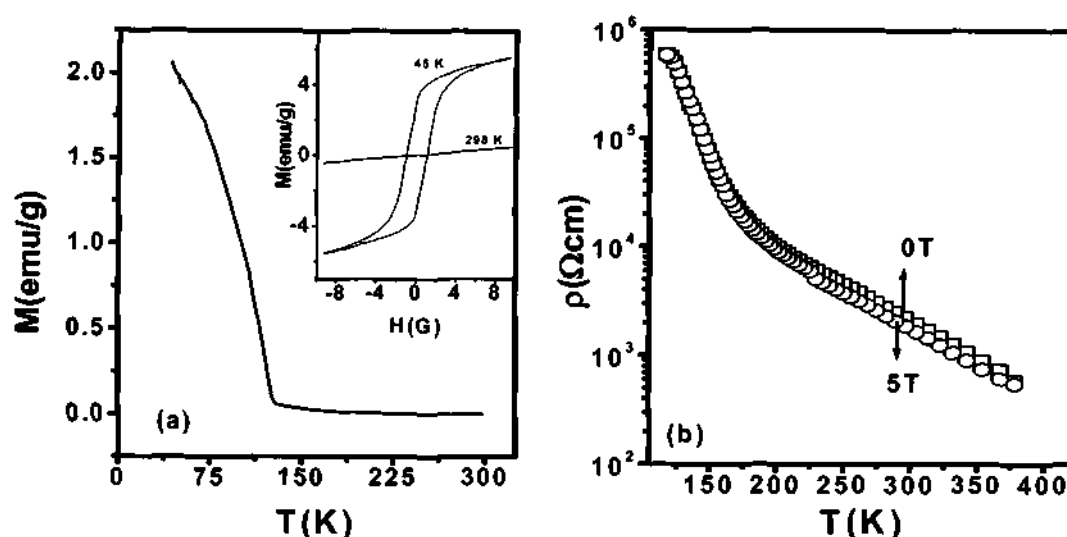 M(emu/g)
2.0
1.5
1.0
0.5
0.0
0
75
150
225
300
T(K)
(a)
M(emu/g)
4
0
-4
-8
-4
0
4
8
H(G)
45 K
298 K
ρ(Ωcm)
10⁶
10⁵
10⁴
10³
10²
150
200
250
300
350
400
T(K)
(b)
0T
5T